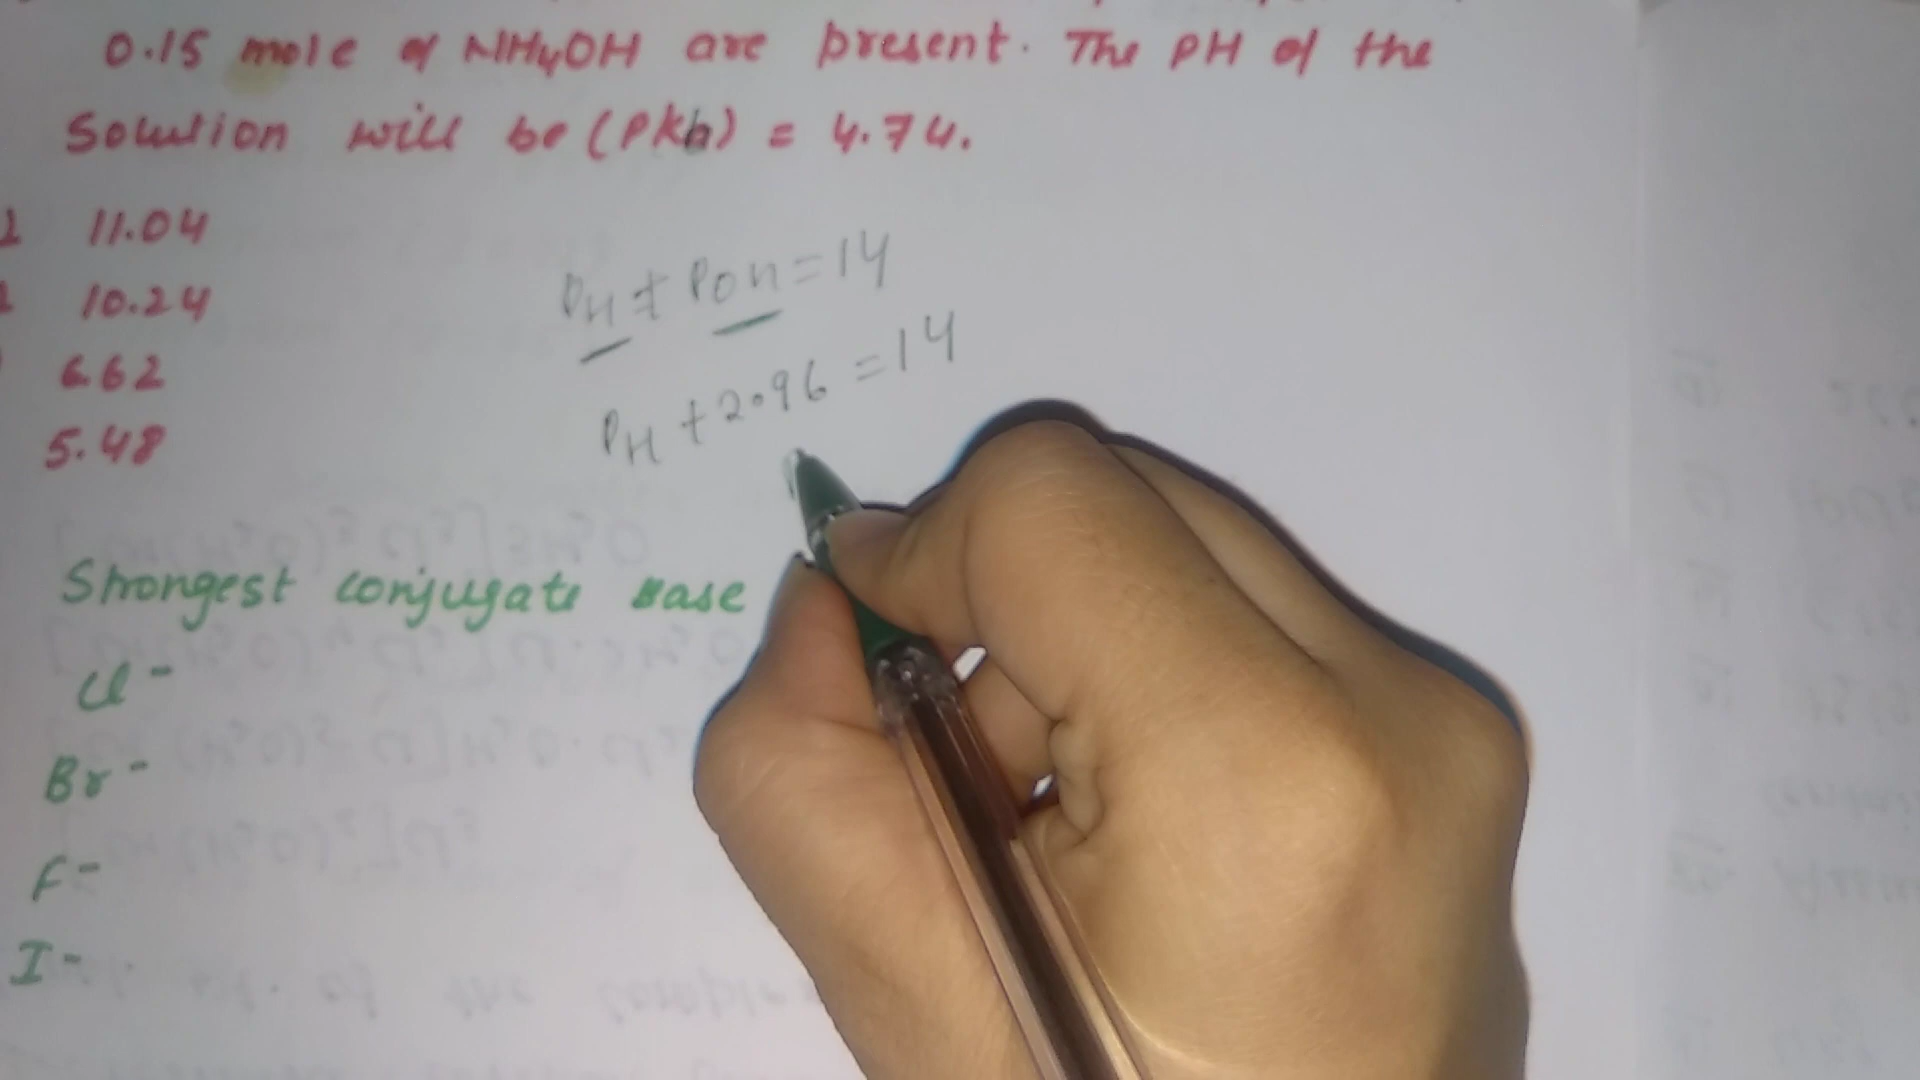 0.15 mole of NH4OH are present. The PH of the
Solution will be (PKb) = 4.74.
11.04
10.24
6.62
5.48
PH + POH = 14
PH + 2.96 = 14
Strongest conjugate Base
Cl-
Br-
F-
I-